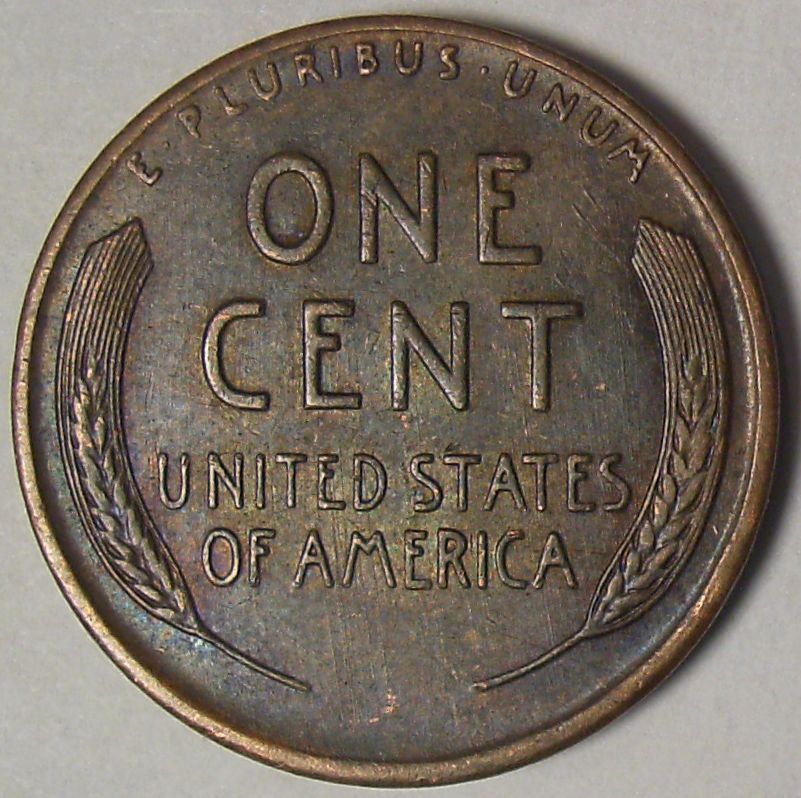 E · PLURIBUS · UNUM
ONE
CENT
UNITED STATES
OF AMERICA